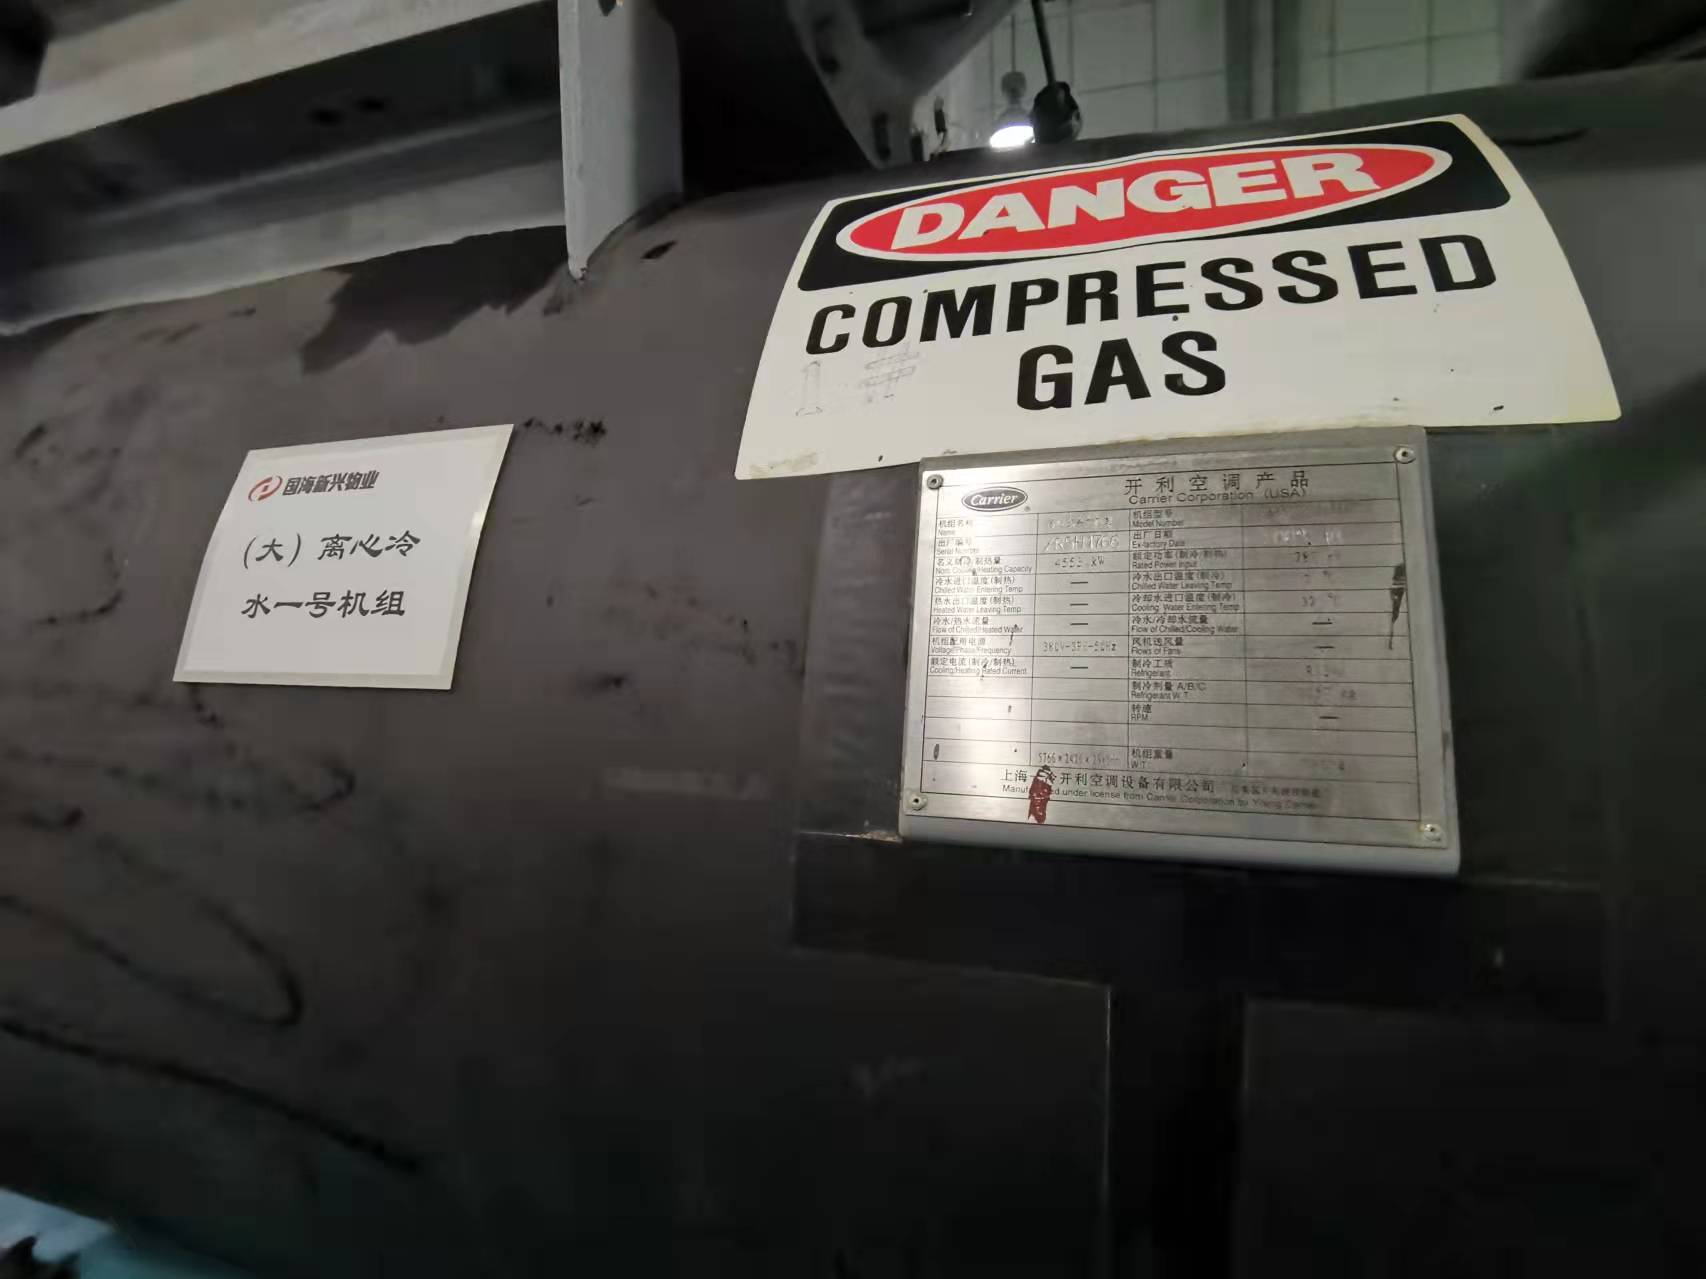 DANGER
COMPRESSED
GAS
1#
国海新兴物业
(大)离心冷
水一号机组
Carrier
开利空调产品
Carrier Corporation (USA)
机组名称
Name
机组型号
Model Number
出厂编号
Serial Number
出厂日期
Ex-factory Date
名义制冷/制热量
Nom. Cooling/Heating Capacity
kW
额定功率(制冷/制热)
Rated Power Input
冷水进口温度(制热)
Chilled Water Entering Temp
—
冷水出口温度(制冷)
Chilled Water Leaving Temp
热水出口温度(制热)
Heated Water Leaving Temp
—
冷却水进口温度(制冷)
Cooling Water Entering Temp
冷水/热水流量
Flow of Chilled/Heated Water
—
冷水/冷却水流量
Flow of Chilled/Cooling Water
—
机组配用电源
Voltage/Phase/Frequency
380V-3PH-50Hz
风机送风量
Flows of Fans
—
额定电流(制冷/制热)
Cooling/Heating Rated Current
—
制冷工质
Refrigerant
制冷剂量 A/B/C
Refrigerant W.T.
转速
RPM
—
机组重量
W.T.
上海一冷开利空调设备有限公司
under license from Carrier Corporation by Yileng Carrier